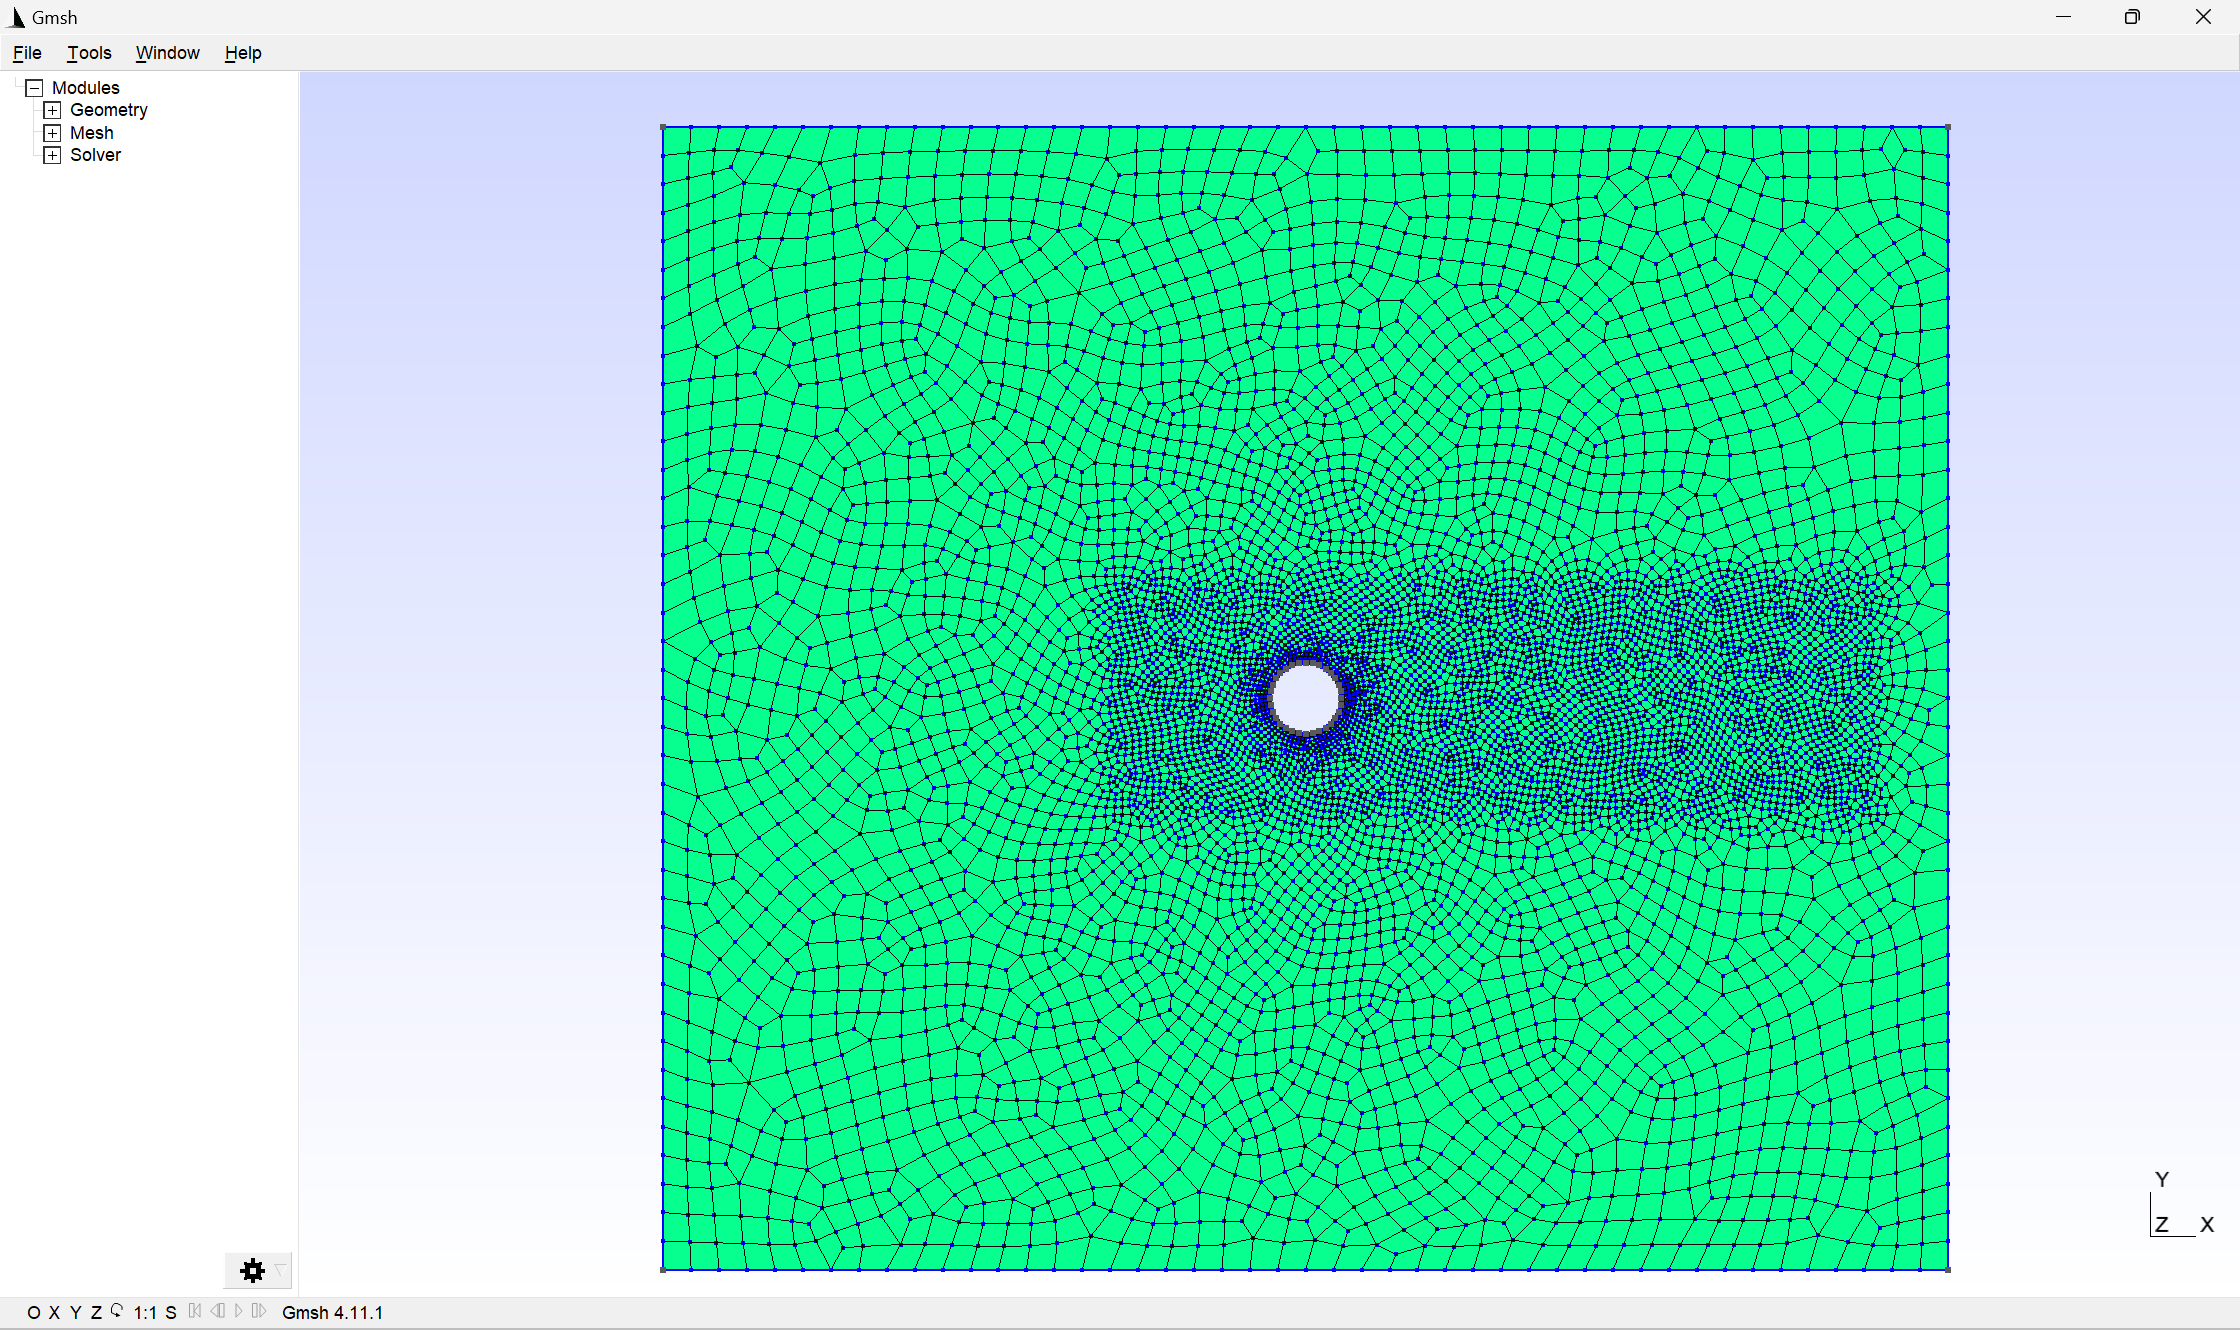 Gmsh
File Tools Window Help
Modules
Geometry
Mesh
Solver
Y
Z X
O X Y Z 1:1 S Gmsh 4.11.1